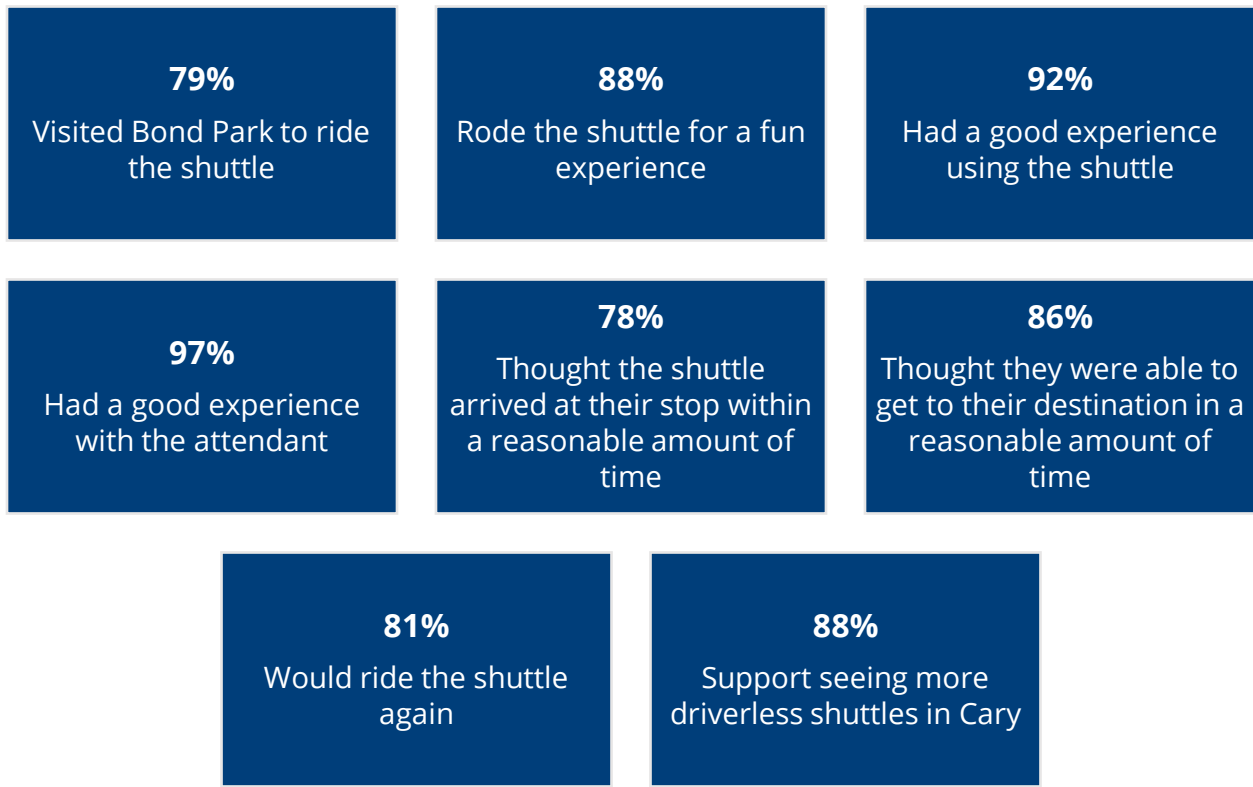 79%
Visited Bond Park to ride
the shuttle
88%
Rode the shuttle for a fun
experience
92%
Had a good experience
using the shuttle
97%
Had a good experience
with the attendant
78%
Thought the shuttle
arrived at their stop within
a reasonable amount of
time
86%
Thought they were able to
get to their destination in a
reasonable amount of
time
81%
Would ride the shuttle
again
88%
Support seeing more
driverless shuttles in Cary